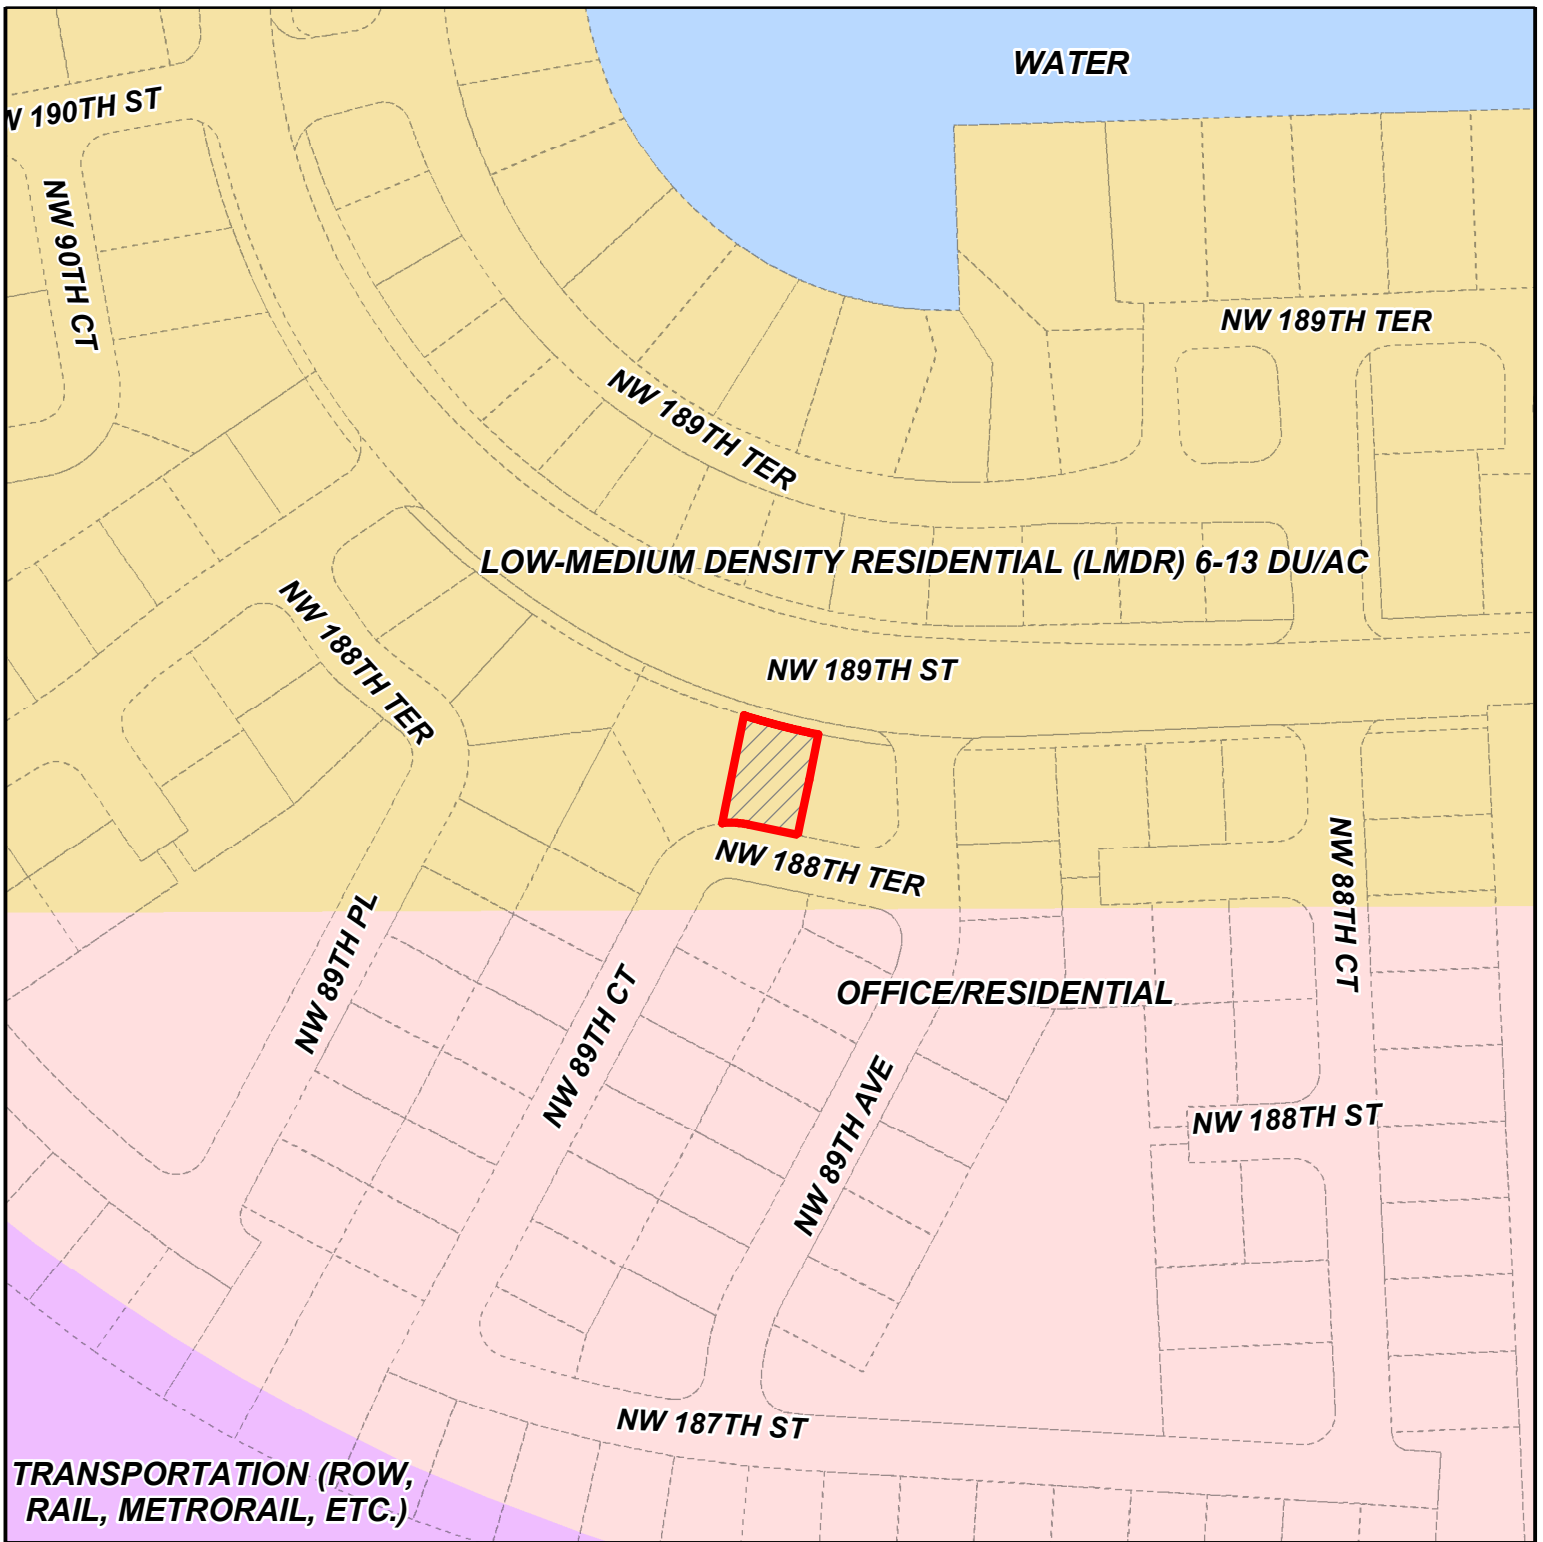 WATER
W 190TH ST
NW 90TH CT
NW 189TH TER
NW 189TH TER
LOW-MEDIUM DENSITY RESIDENTIAL (LMDR) 6-13 DU/AC
NW 188TH TER
NW 189TH ST
NW 188TH TER
NW 88TH CT
NW 89TH PL
NW 89TH CT
OFFICE/RESIDENTIAL
NW 89TH AVE
NW 188TH ST
NW 187TH ST
TRANSPORTATION (ROW,
RAIL, METRORAIL, ETC.)